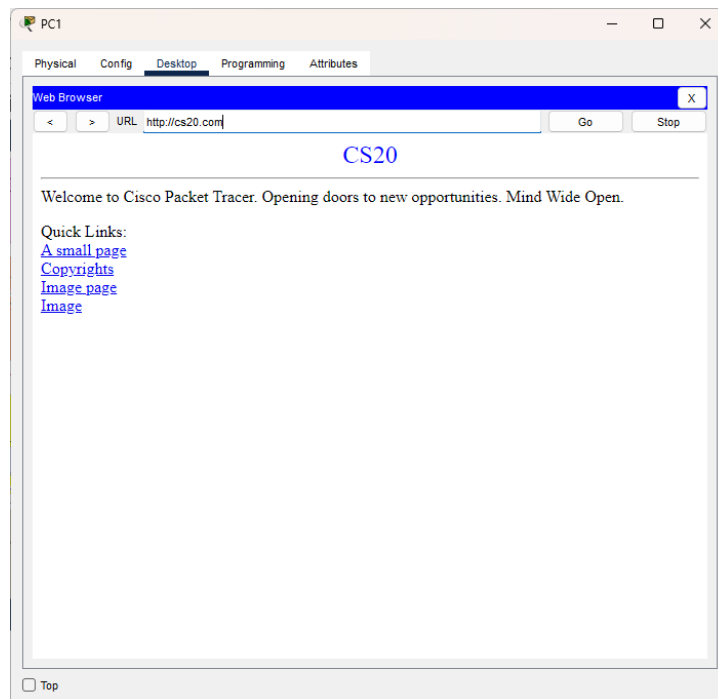 PC1
Physical Config Desktop Programming Attributes
Web Browser X
< > URL http://cs20.com Go Stop
CS20
Welcome to Cisco Packet Tracer. Opening doors to new opportunities. Mind Wide Open.
Quick Links:
A small page
Copyrights
Image page
Image
Top